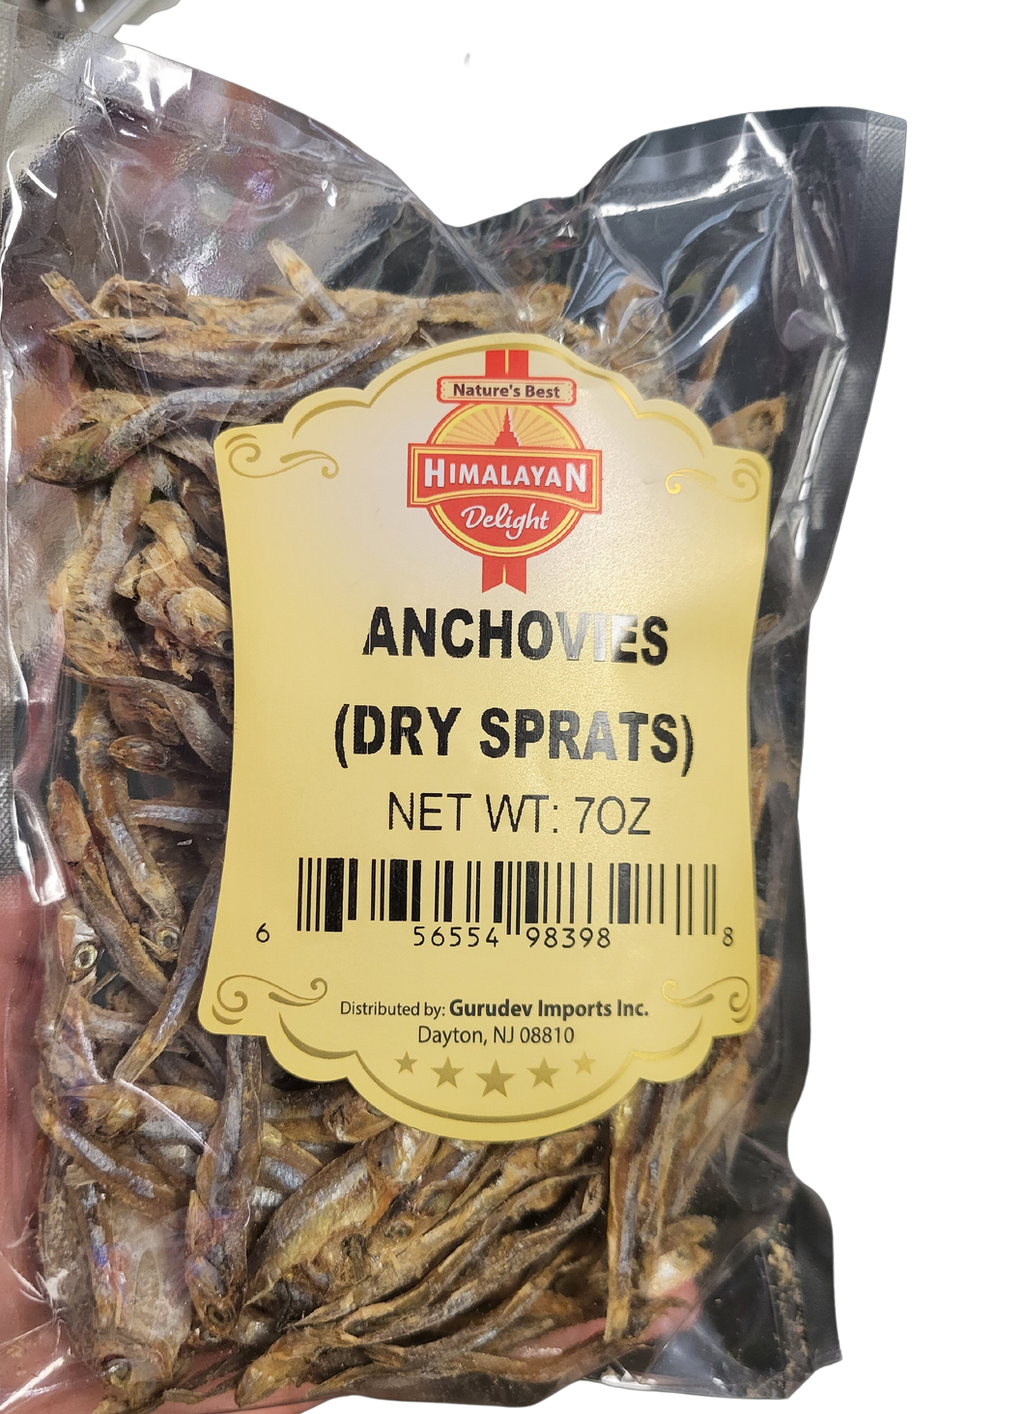 Nature's Best
HIMALAYAN
Delight
ANCHOVIES
(DRY SPRATS)
NET WT: 7OZ
6 56554 98398 8
Distributed by: Gurudev Imports Inc.
Dayton, NJ 08810